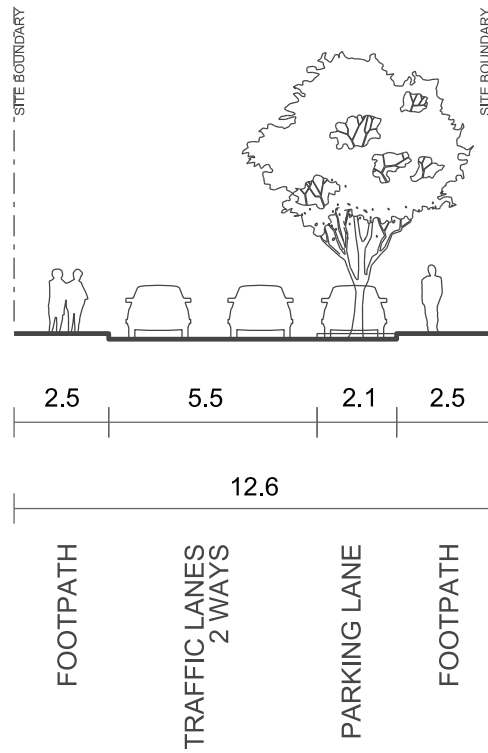 SITE BOUNDARY
SITE BOUNDARY
2.5
5.5
2.1
2.5
12.6
FOOTPATH
TRAFFIC LANES
2 WAYS
PARKING LANE
FOOTPATH